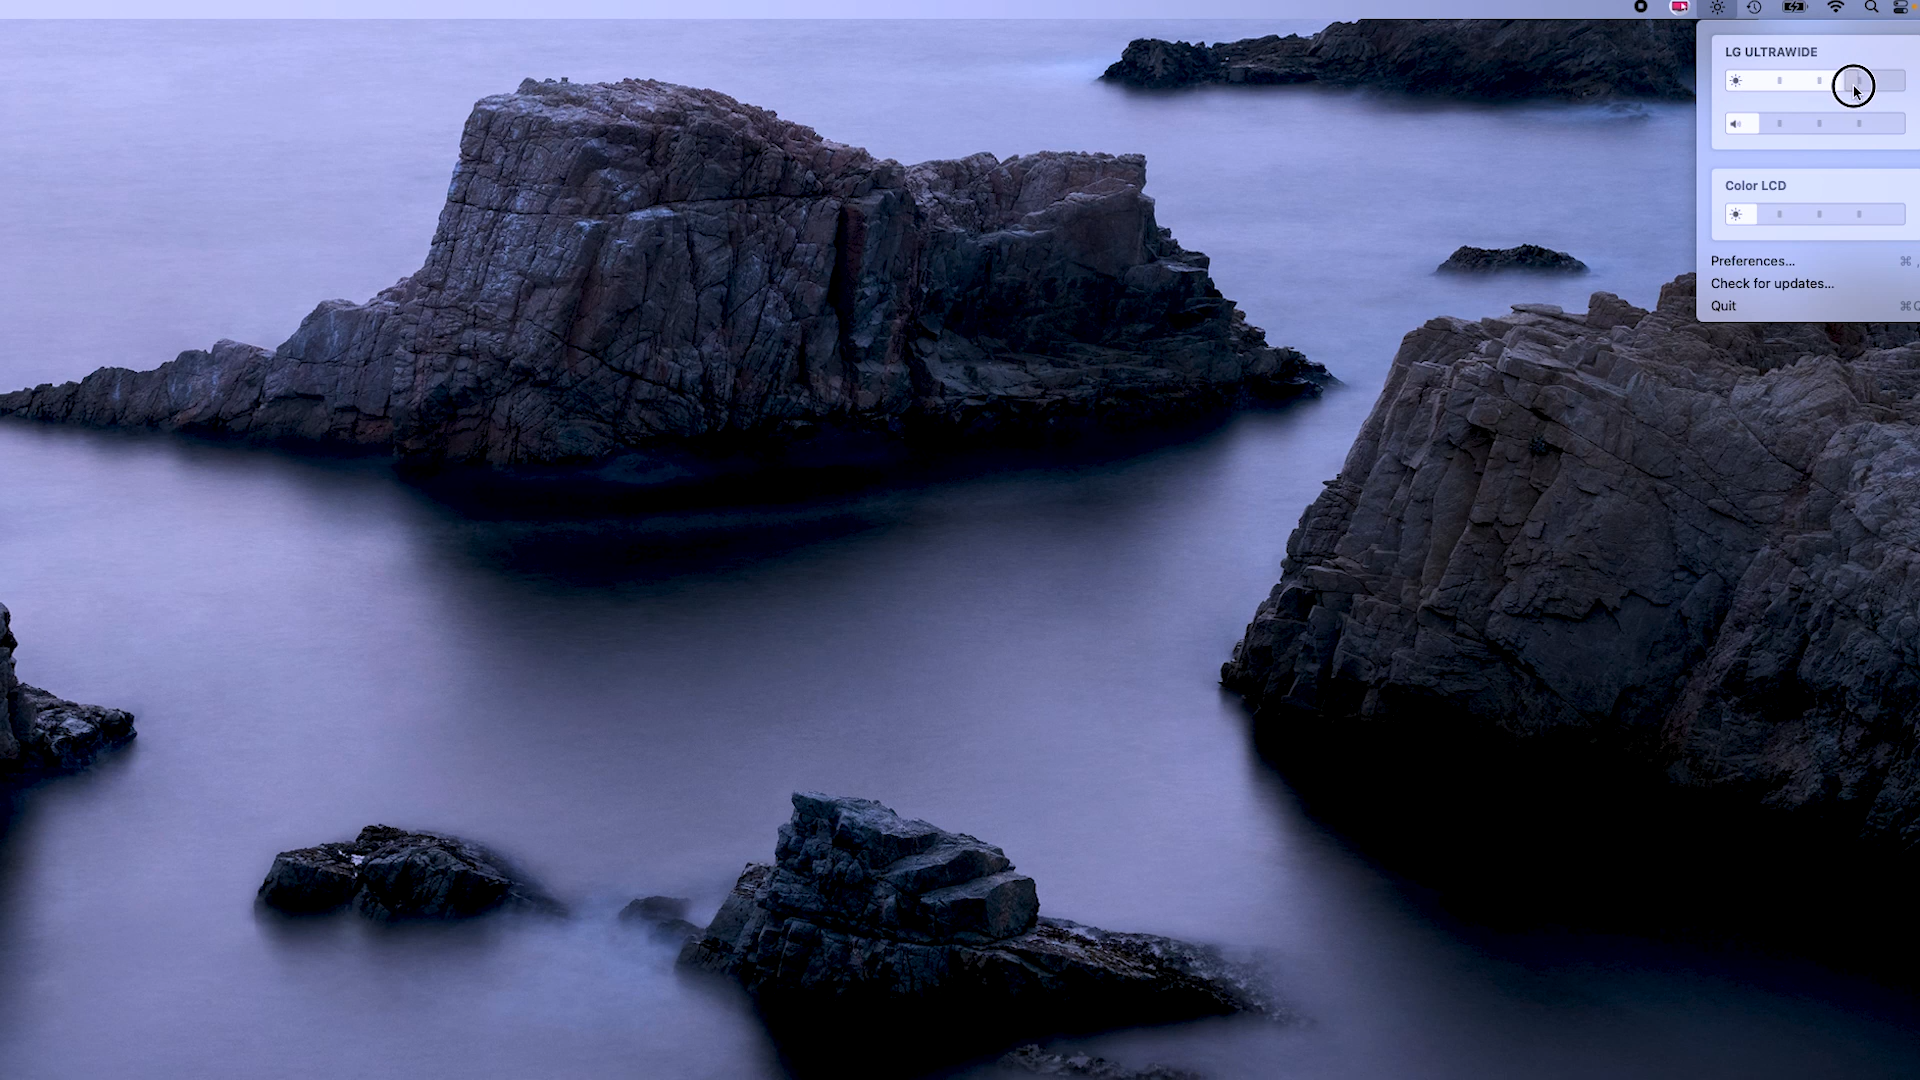 LG ULTRAWIDE
Color LCD
Preferences... ⌘ ,
Check for updates...
Quit ⌘